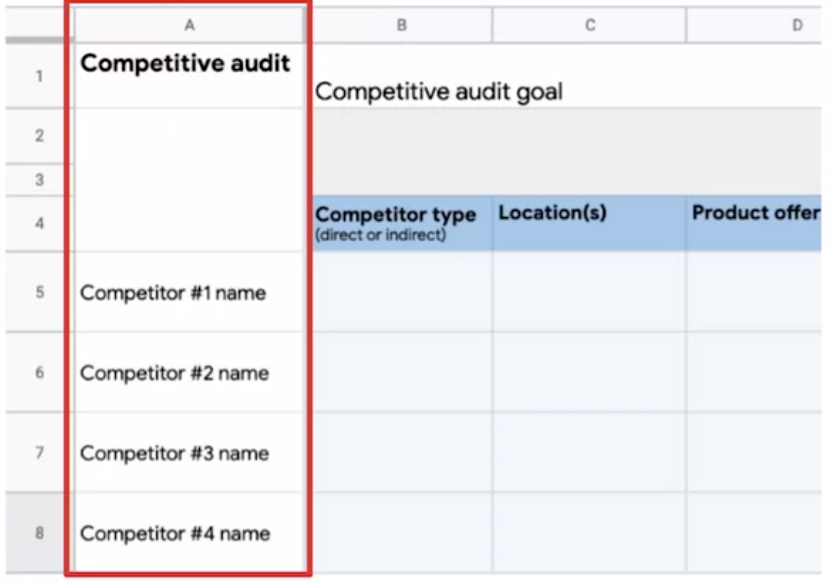 A B C D
1 Competitive audit
Competitive audit goal
2
3
4 Competitor type Location(s) Product offer
(direct or indirect)
5 Competitor #1 name
6 Competitor #2 name
7 Competitor #3 name
8 Competitor #4 name